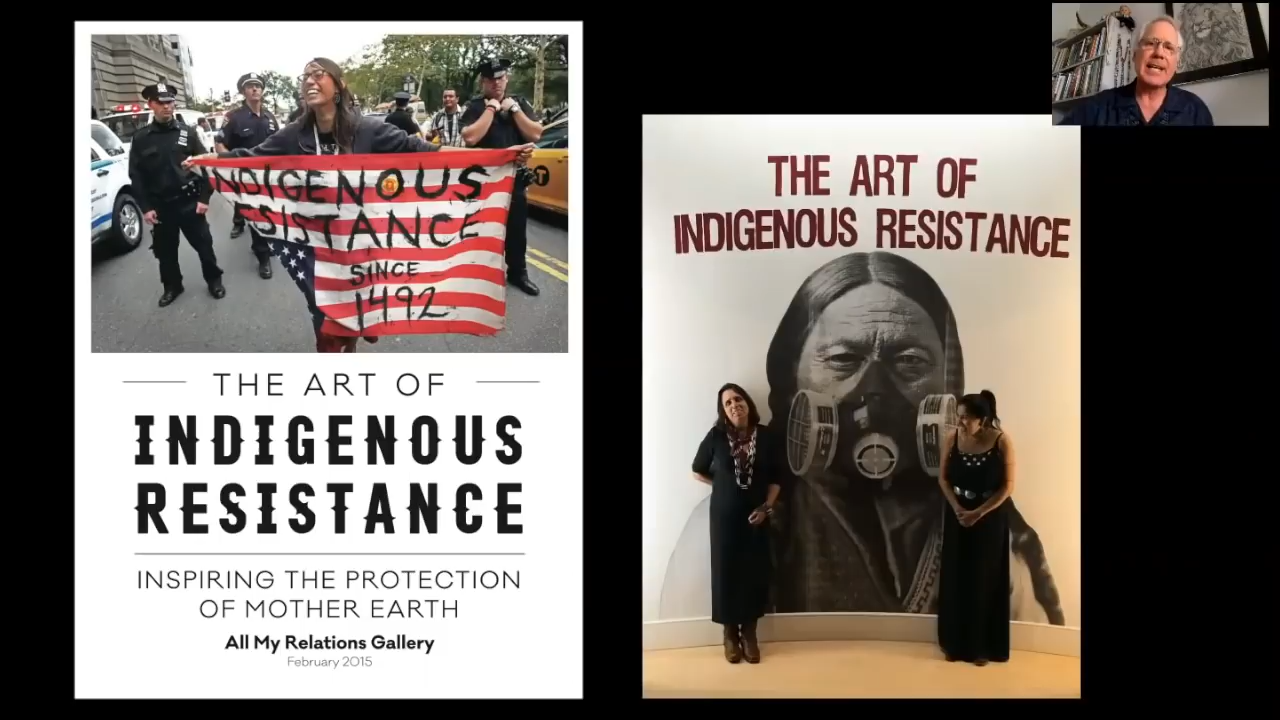 INDIGENOUS
RESISTANCE
SINCE
1492
THE ART OF
INDIGENOUS
RESISTANCE
INSPIRING THE PROTECTION
OF MOTHER EARTH
All My Relations Gallery
February 2015
THE ART OF
INDIGENOUS RESISTANCE